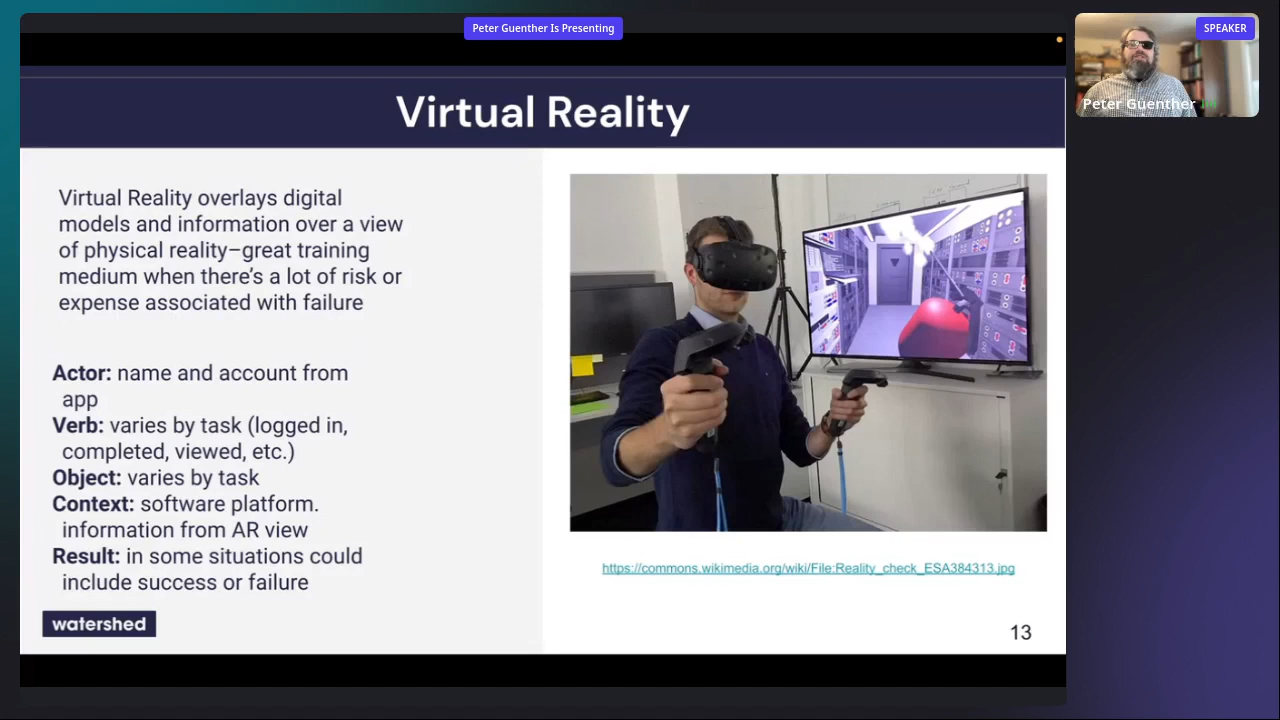 Peter Guenther Is Presenting
SPEAKER
Peter Guenther
Virtual Reality
Virtual Reality overlays digital
models and information over a view
of physical reality–great training
medium when there's a lot of risk or
expense associated with failure
Actor: name and account from
app
Verb: varies by task (logged in,
completed, viewed, etc.)
Object: varies by task
Context: software platform.
information from AR view
Result: in some situations could
include success or failure
watershed
https://commons.wikimedia.org/wiki/File:Reality_check_ESA384313.jpg
13